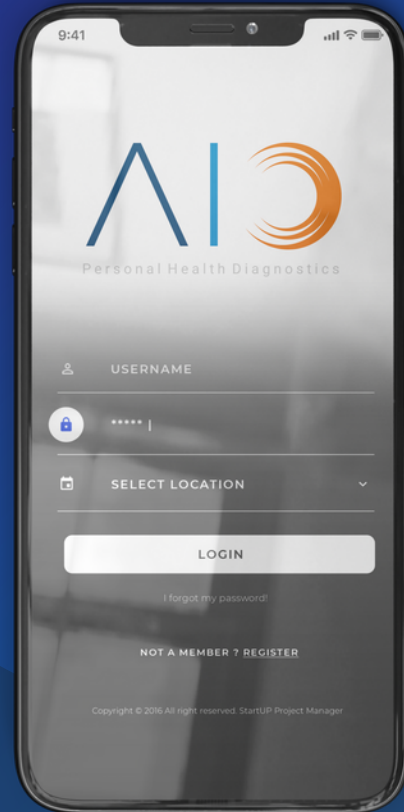 9:41
AIO
Personal Health Diagnostics
USERNAME
***** |
SELECT LOCATION
LOGIN
I forgot my password!
NOT A MEMBER ? REGISTER
Copyright © 2016 All right reserved. StartUP Project Manager